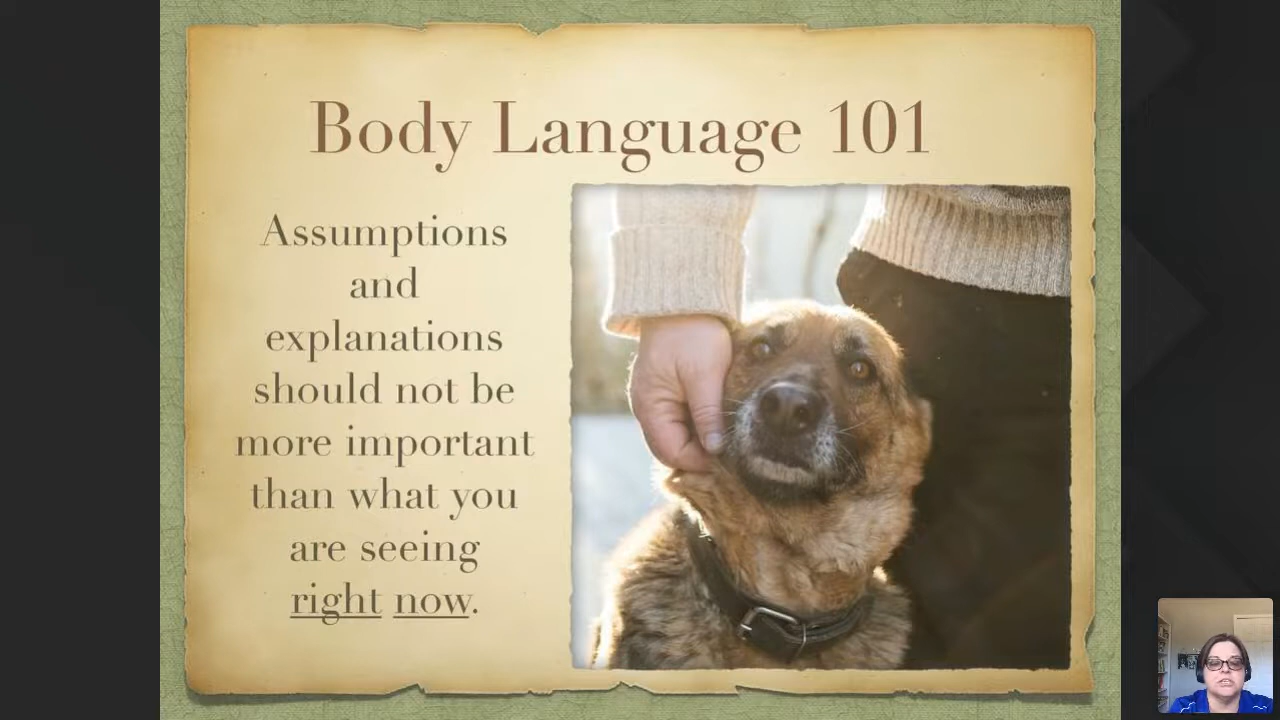 Body Language 101
Assumptions
and
explanations
should not be
more important
than what you
are seeing
right now.